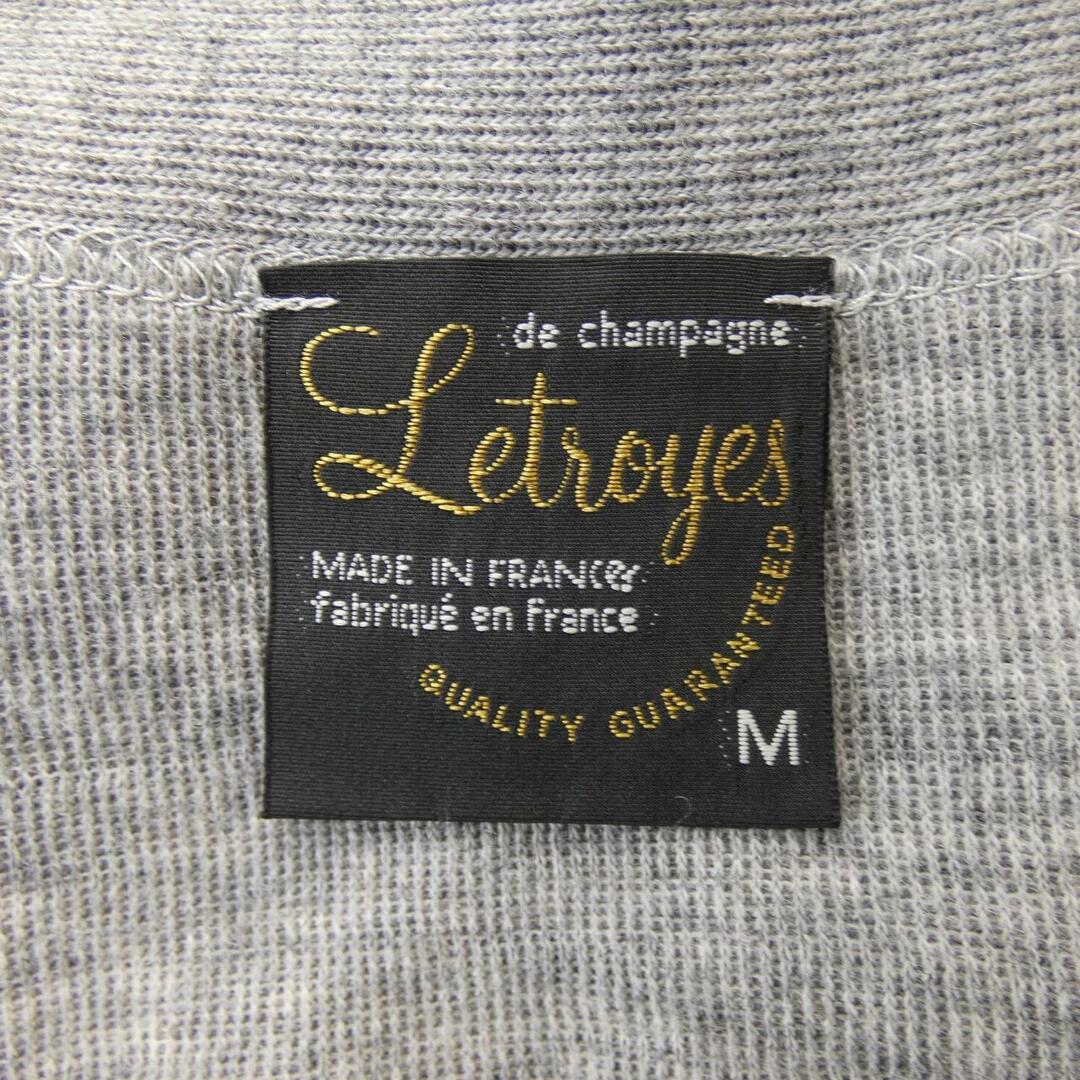 de champagne
Letroyes
MADE IN FRANCE
fabriqué en france
QUALITY GUARANTEED
M